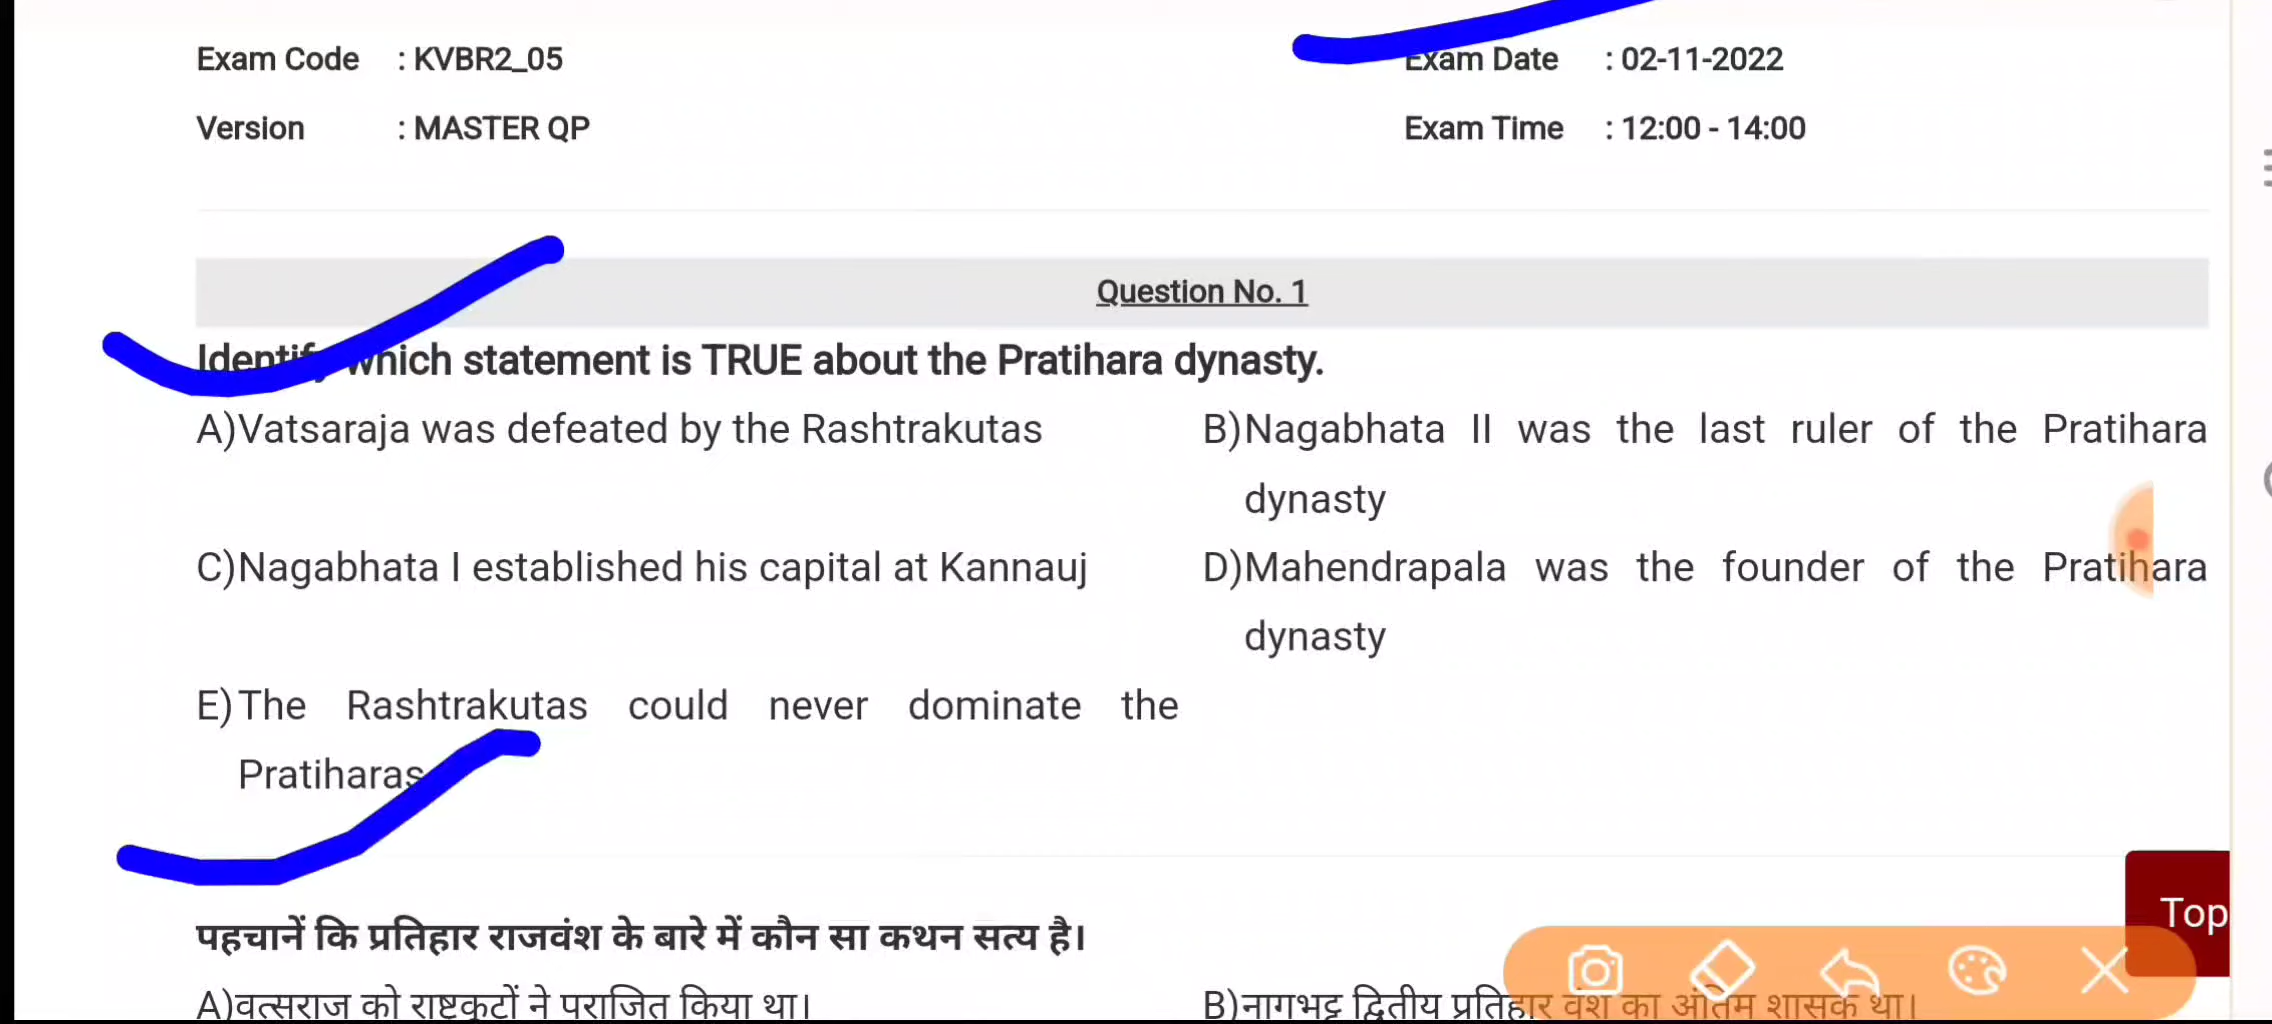 Exam Code : KVBR2_05 Exam Date : 02-11-2022
Version : MASTER QP Exam Time : 12:00 - 14:00
Question No. 1
Identify which statement is TRUE about the Pratihara dynasty.
A)Vatsaraja was defeated by the Rashtrakutas B)Nagabhata II was the last ruler of the Pratihara
dynasty
C)Nagabhata I established his capital at Kannauj D)Mahendrapala was the founder of the Pratihara
dynasty
E)The Rashtrakutas could never dominate the
Pratiharas
Top
पहचानें कि प्रतिहार राजवंश के बारे में कौन सा कथन सत्य है।
A)वत्सराज को राष्टकूटों ने पराजित किया था। B)नागभट्ट द्वितीय प्रतिहार वंश का अंतिम शासक था।